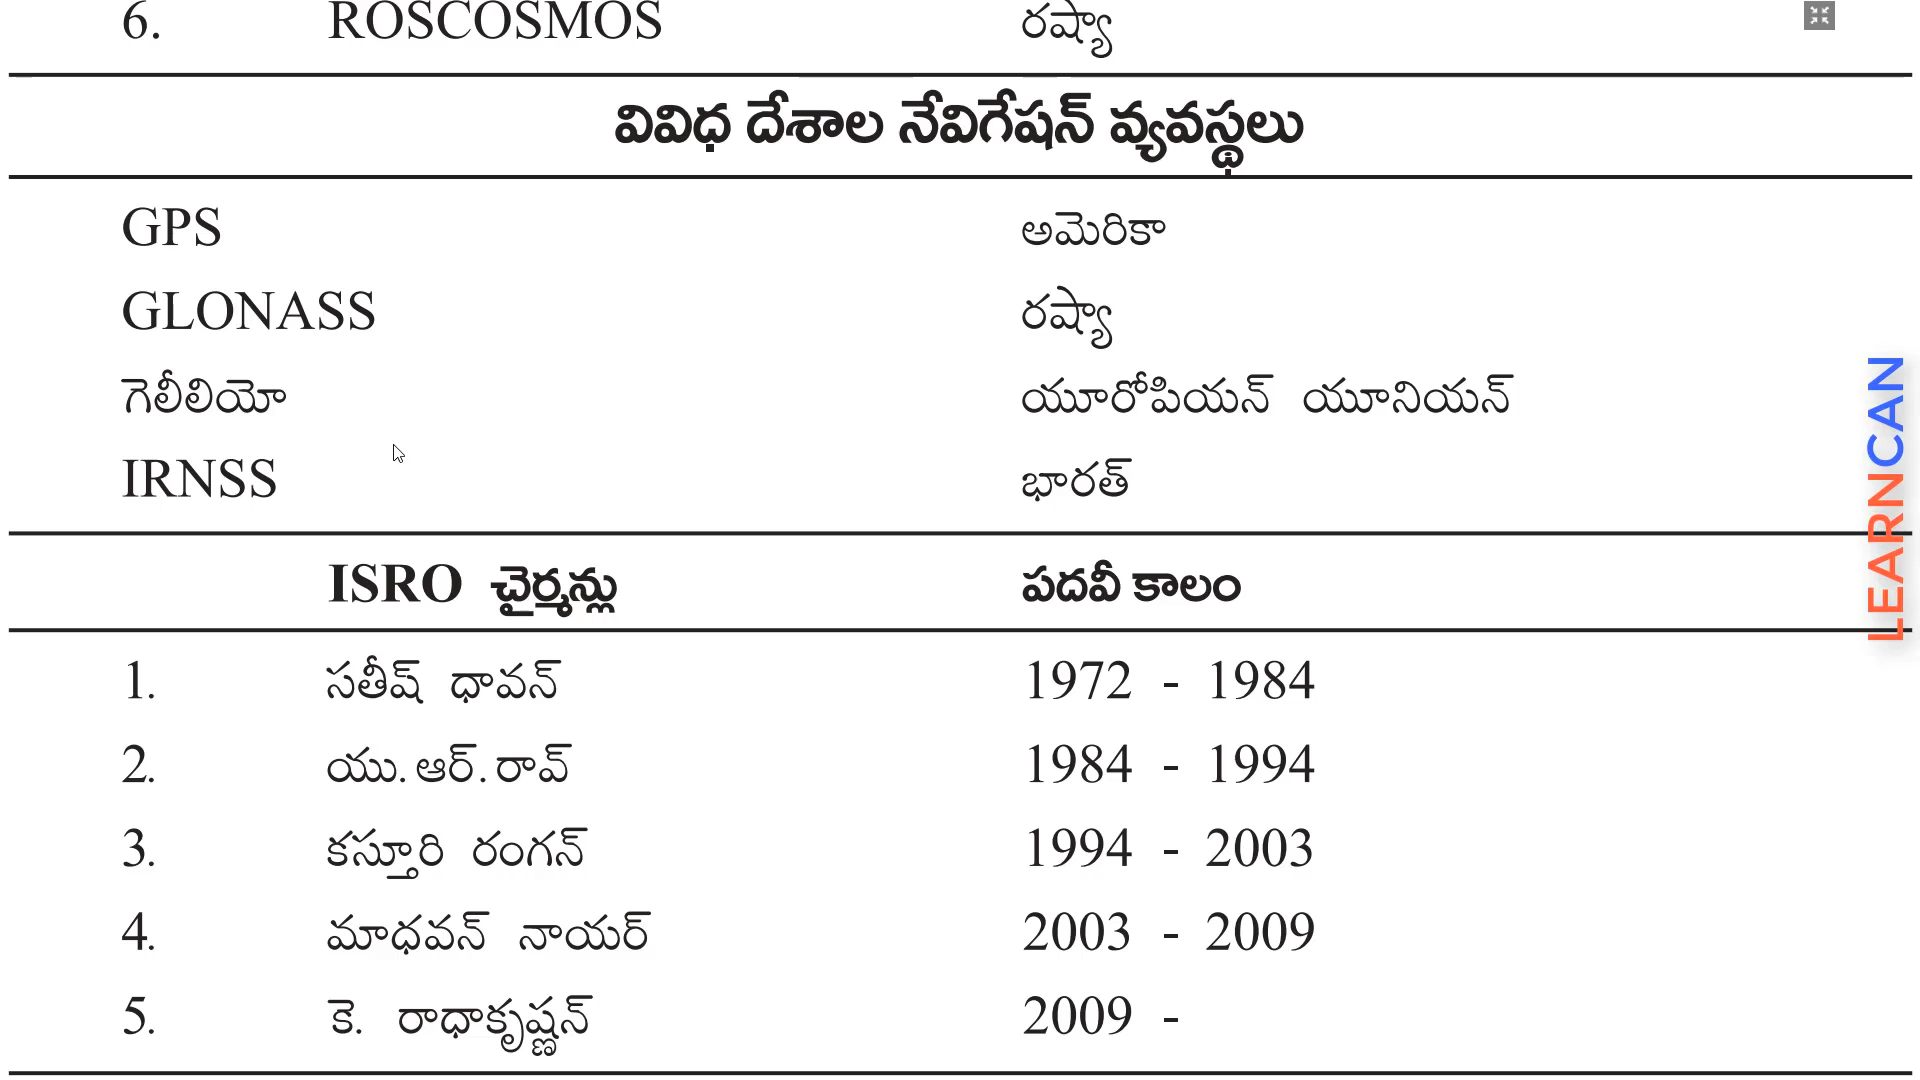 6. ROSCOSMOS రష్యా
వివిధ దేశాల నేవిగేషన్ వ్యవస్థలు
GPS అమెరికా
GLONASS రష్యా
గెలీలియో యూరోపియన్ యూనియన్
IRNSS భారత్
ISRO చైర్మన్లు పదవీ కాలం
1. సతీష్ ధావన్ 1972 - 1984
2. యు.ఆర్.రావ్ 1984 - 1994
3. కస్తూరి రంగన్ 1994 - 2003
4. మాధవన్ నాయర్ 2003 - 2009
5. కె. రాధాకృష్ణన్ 2009 -
LEARNCAN